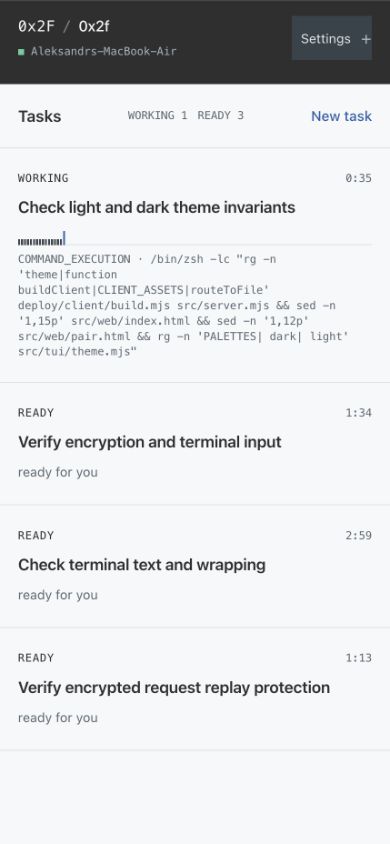 0x2F / 0x2f
Aleksandrs-MacBook-Air
Settings +
Tasks WORKING 1 READY 3 New task
WORKING 0:35
Check light and dark theme invariants
COMMAND_EXECUTION · /bin/zsh -lc "rg -n
'theme|function
buildClient|CLIENT_ASSETS|routeToFile'
deploy/client/build.mjs src/server.mjs && sed -n
'1,15p' src/web/index.html && sed -n '1,12p'
src/web/pair.html && rg -n 'PALETTES| dark| light'
src/tui/theme.mjs"
READY 1:34
Verify encryption and terminal input
ready for you
READY 2:59
Check terminal text and wrapping
ready for you
READY 1:13
Verify encrypted request replay protection
ready for you